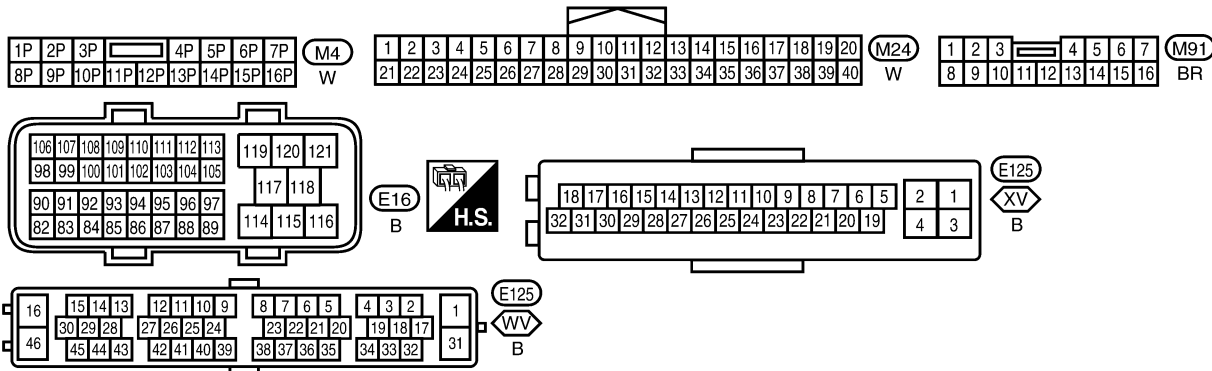 1P 2P 3P 4P 5P 6P 7P
8P 9P 10P 11P 12P 13P 14P 15P 16P
M4
W
1 2 3 4 5 6 7 8 9 10 11 12 13 14 15 16 17 18 19 20
21 22 23 24 25 26 27 28 29 30 31 32 33 34 35 36 37 38 39 40
M24
W
1 2 3 4 5 6 7
8 9 10 11 12 13 14 15 16
M91
BR
106 107 108 109 110 111 112 113
98 99 100 101 102 103 104 105
90 91 92 93 94 95 96 97
82 83 84 85 86 87 88 89
119 120 121
117 118
114 115 116
E16
B
H.S.
18 17 16 15 14 13 12 11 10 9 8 7 6 5
32 31 30 29 28 27 26 25 24 23 22 21 20 19
2 1
4 3
E125
XV
B
16 15 14 13 12 11 10 9 8 7 6 5 4 3 2 1
30 29 28 27 26 25 24 23 22 21 20 19 18 17
46 45 44 43 42 41 40 39 38 37 36 35 34 33 32 31
E125
WV
B